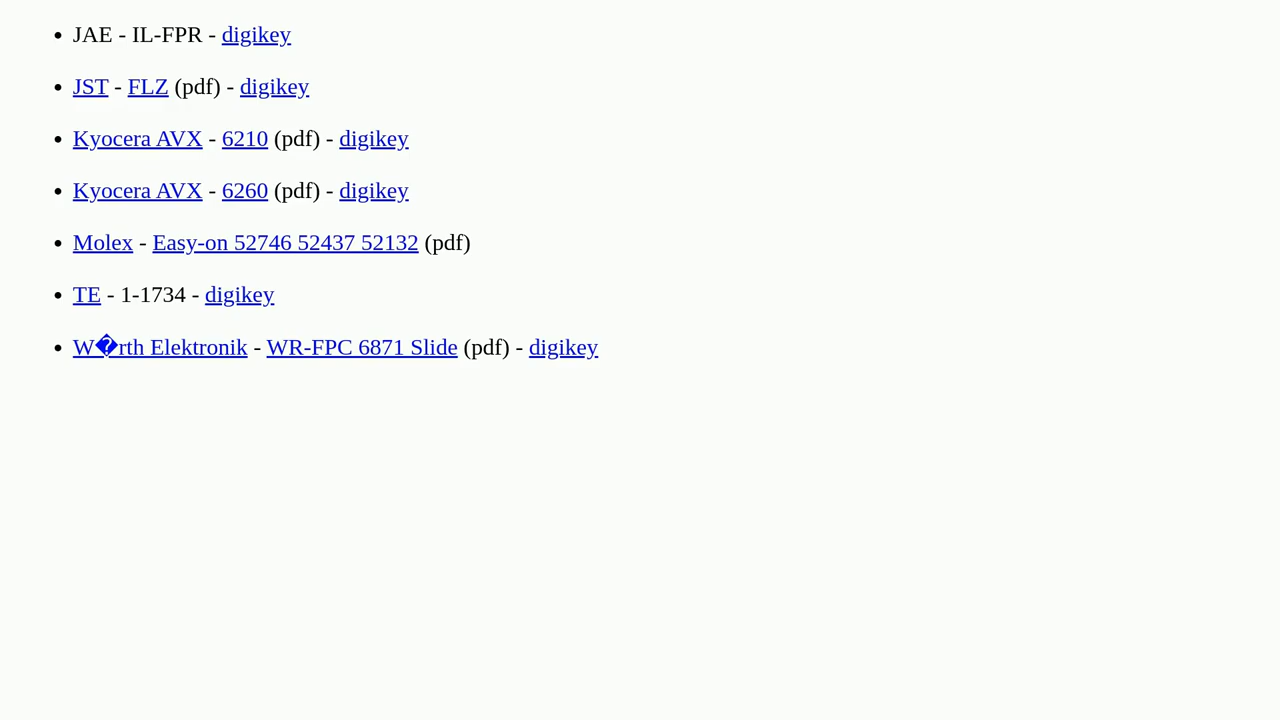 • JAE - IL-FPR - digikey
• JST - FLZ (pdf) - digikey
• Kyocera AVX - 6210 (pdf) - digikey
• Kyocera AVX - 6260 (pdf) - digikey
• Molex - Easy-on 52746 52437 52132 (pdf)
• TE - 1-1734 - digikey
• W�rth Elektronik - WR-FPC 6871 Slide (pdf) - digikey